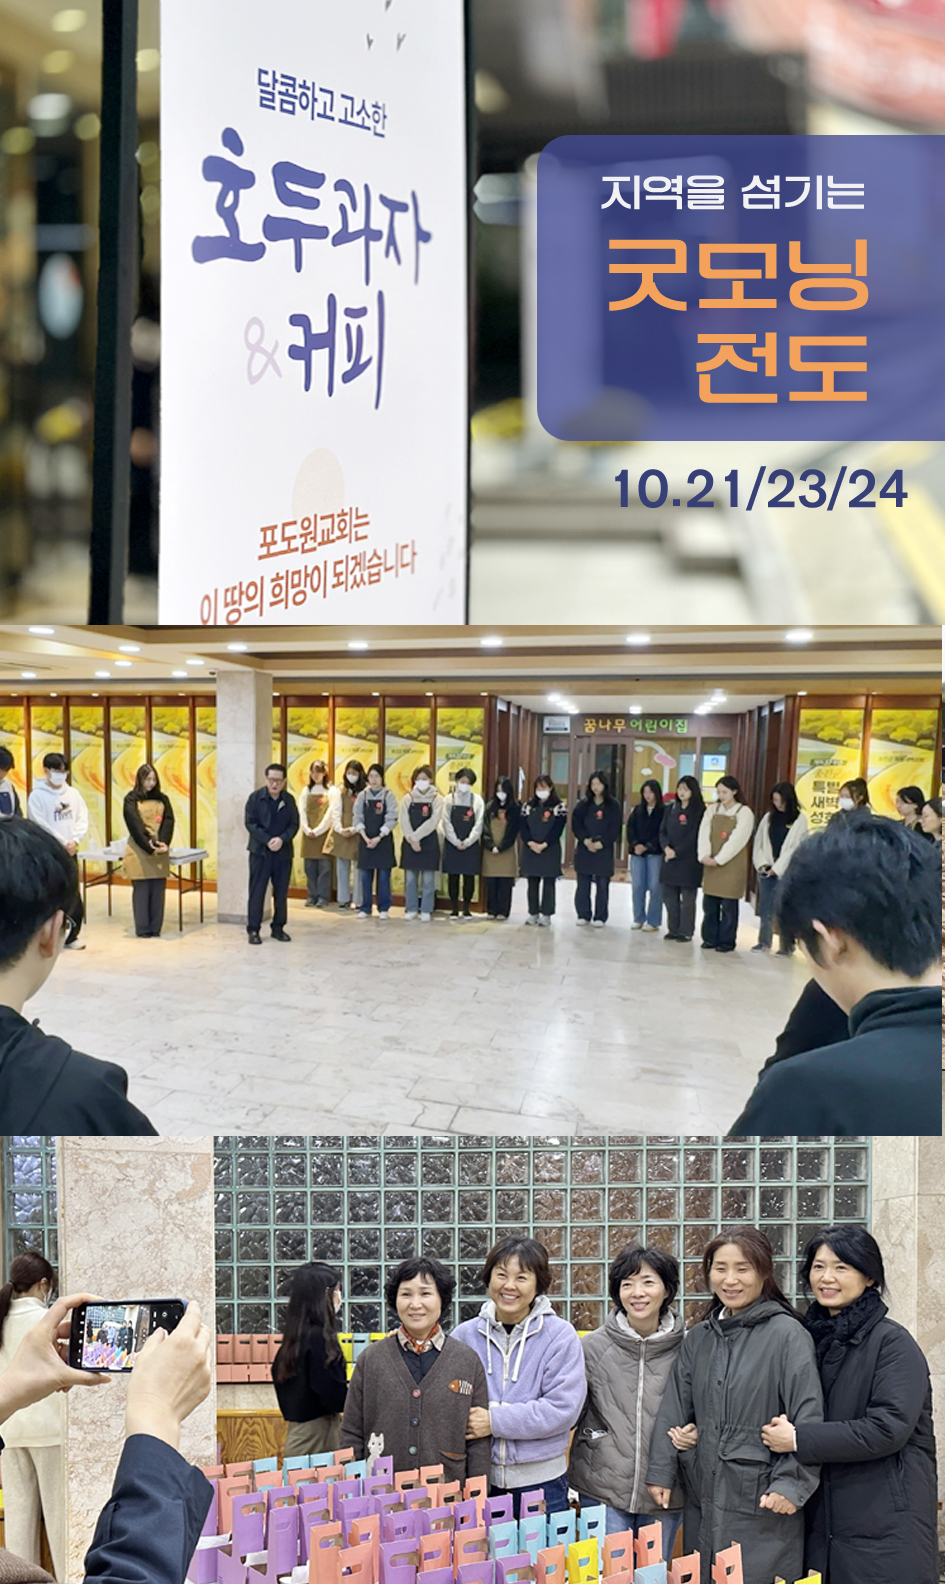 달콤하고 고소한
호두과자
&커피
포도원교회는
이 땅의 희망이 되겠습니다
지역을 섬기는
굿모닝
전도
10.21/23/24
꿈나무어린이집
특별
새벽